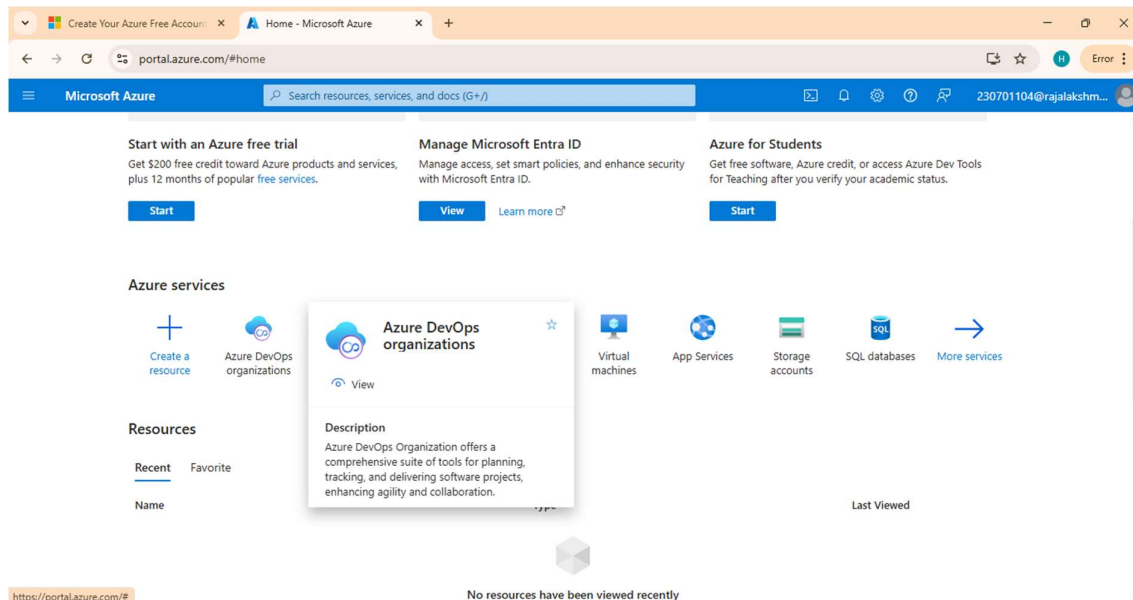 Create Your Azure Free Accoun
Home - Microsoft Azure
portal.azure.com/#home
H
Error
Microsoft Azure
Search resources, services, and docs (G+/)
230701104@rajalakshm...
Start with an Azure free trial
Get $200 free credit toward Azure products and services,
plus 12 months of popular free services.
Start
Manage Microsoft Entra ID
Manage access, set smart policies, and enhance security
with Microsoft Entra ID.
View
Learn more
Azure for Students
Get free software, Azure credit, or access Azure Dev Tools
for Teaching after you verify your academic status.
Start
Azure services
Create a
resource
Azure DevOps
organizations
Azure DevOps
organizations
View
Description
Azure DevOps Organization offers a
comprehensive suite of tools for planning,
tracking, and delivering software projects,
enhancing agility and collaboration.
Virtual
machines
App Services
Storage
accounts
SQL
SQL databases
More services
Resources
Recent
Favorite
Name
Type
Last Viewed
No resources have been viewed recently
https://portal.azure.com/#